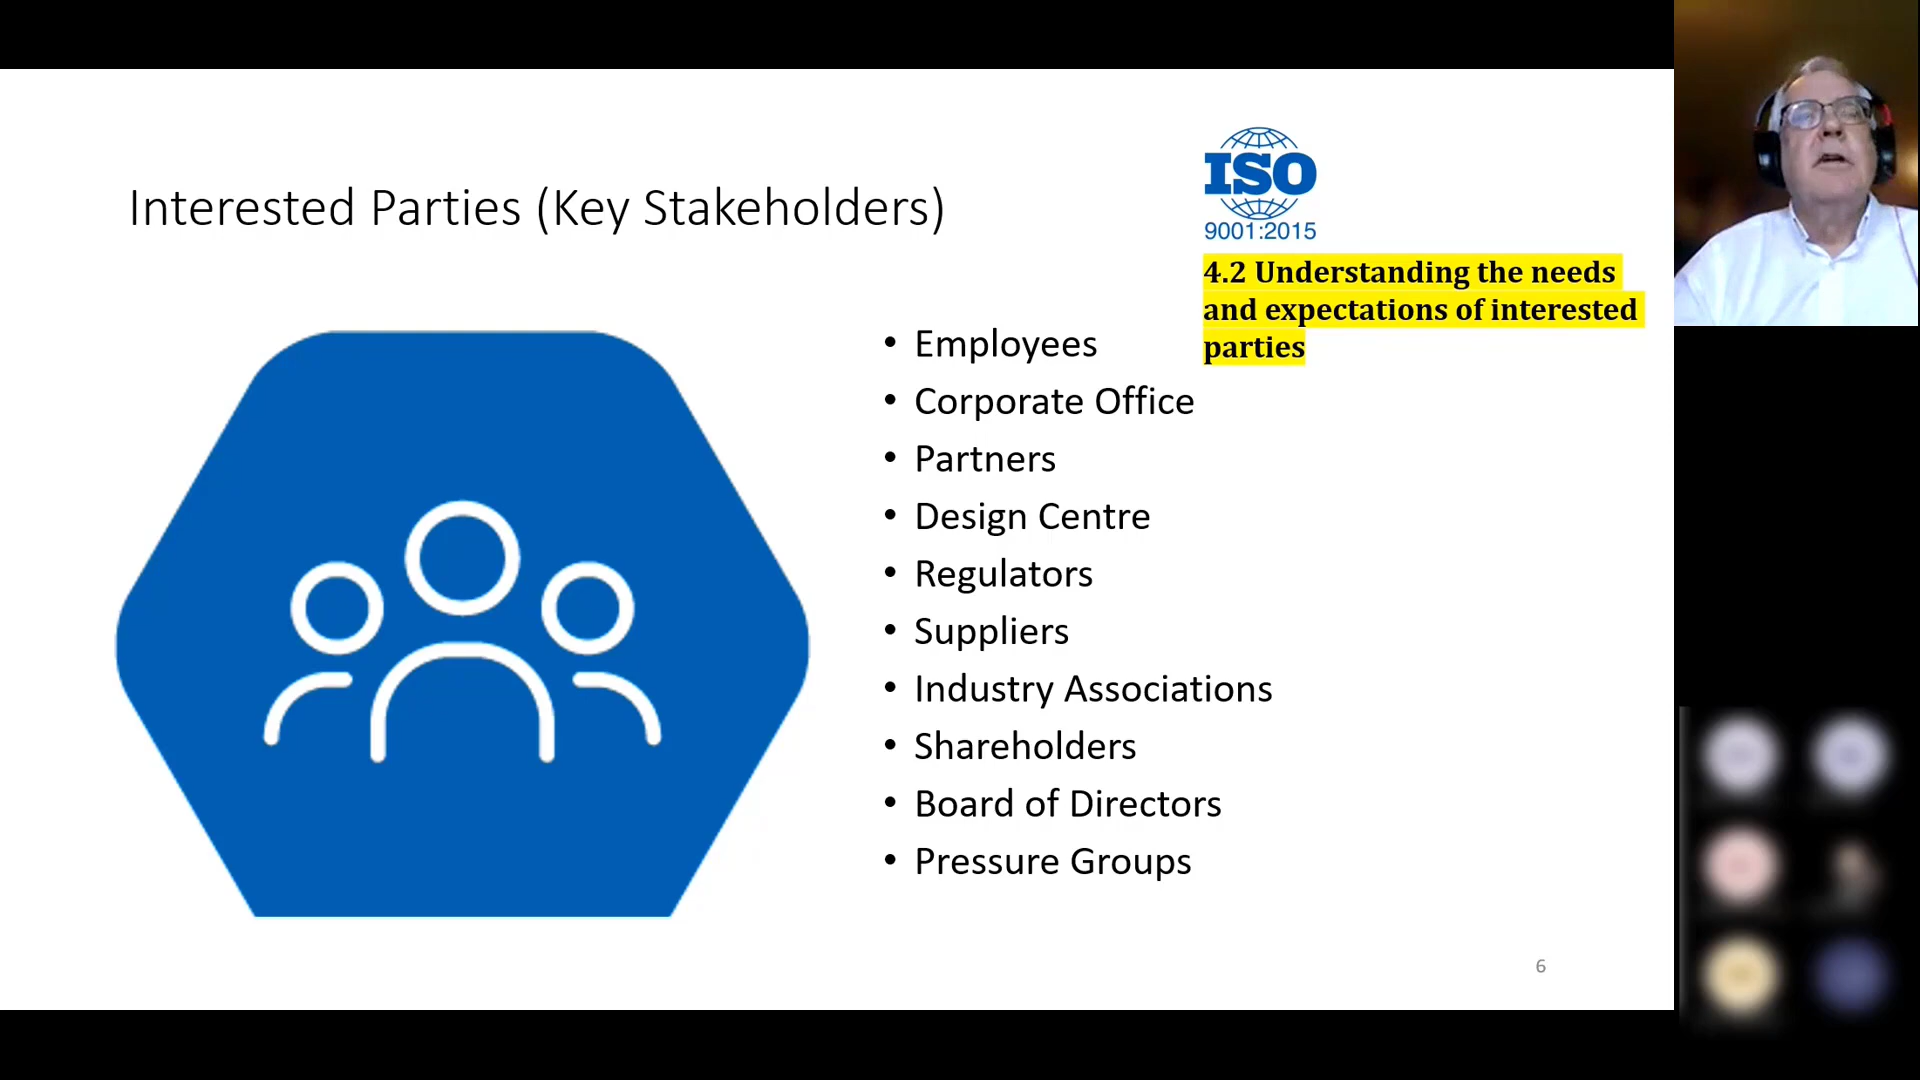 Interested Parties (Key Stakeholders)
ISO
9001:2015
4.2 Understanding the needs
and expectations of interested
parties
• Employees
• Corporate Office
• Partners
• Design Centre
• Regulators
• Suppliers
• Industry Associations
• Shareholders
• Board of Directors
• Pressure Groups
6